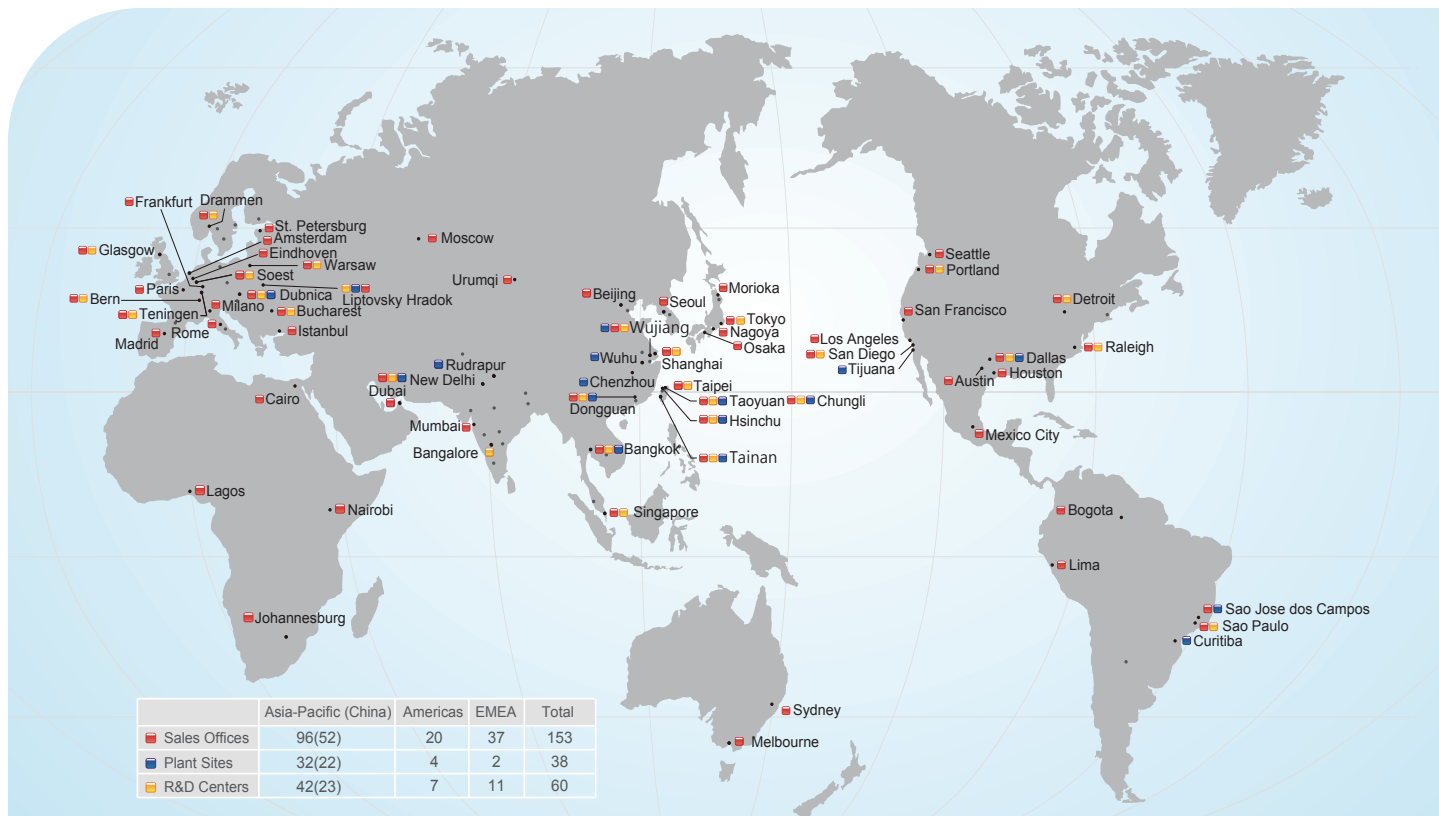 Frankfurt
Drammen
St. Petersburg
Amsterdam
Eindhoven
Glasgow
Warsaw
Soest
Moscow
Urumqi
Paris
Bern
Dubnica
Liptovsky Hradok
Milano
Bucharest
Teningen
Rome
Istanbul
Madrid
Beijing
Seoul
Morioka
Tokyo
Nagoya
Osaka
Wujiang
Wuhu
Shanghai
Rudrapur
New Delhi
Chenzhou
Taipei
Dubai
Cairo
Dongguan
Taoyuan
Chungli
Hsinchu
Mumbai
Bangalore
Bangkok
Tainan
Lagos
Nairobi
Singapore
Johannesburg
Sydney
Melbourne
Seattle
Portland
San Francisco
Detroit
Los Angeles
San Diego
Tijuana
Raleigh
Dallas
Houston
Austin
Mexico City
Bogota
Lima
Sao Jose dos Campos
Sao Paulo
Curitiba
Asia-Pacific (China) Americas EMEA Total
Sales Offices 96(52) 20 37 153
Plant Sites 32(22) 4 2 38
R&D Centers 42(23) 7 11 60